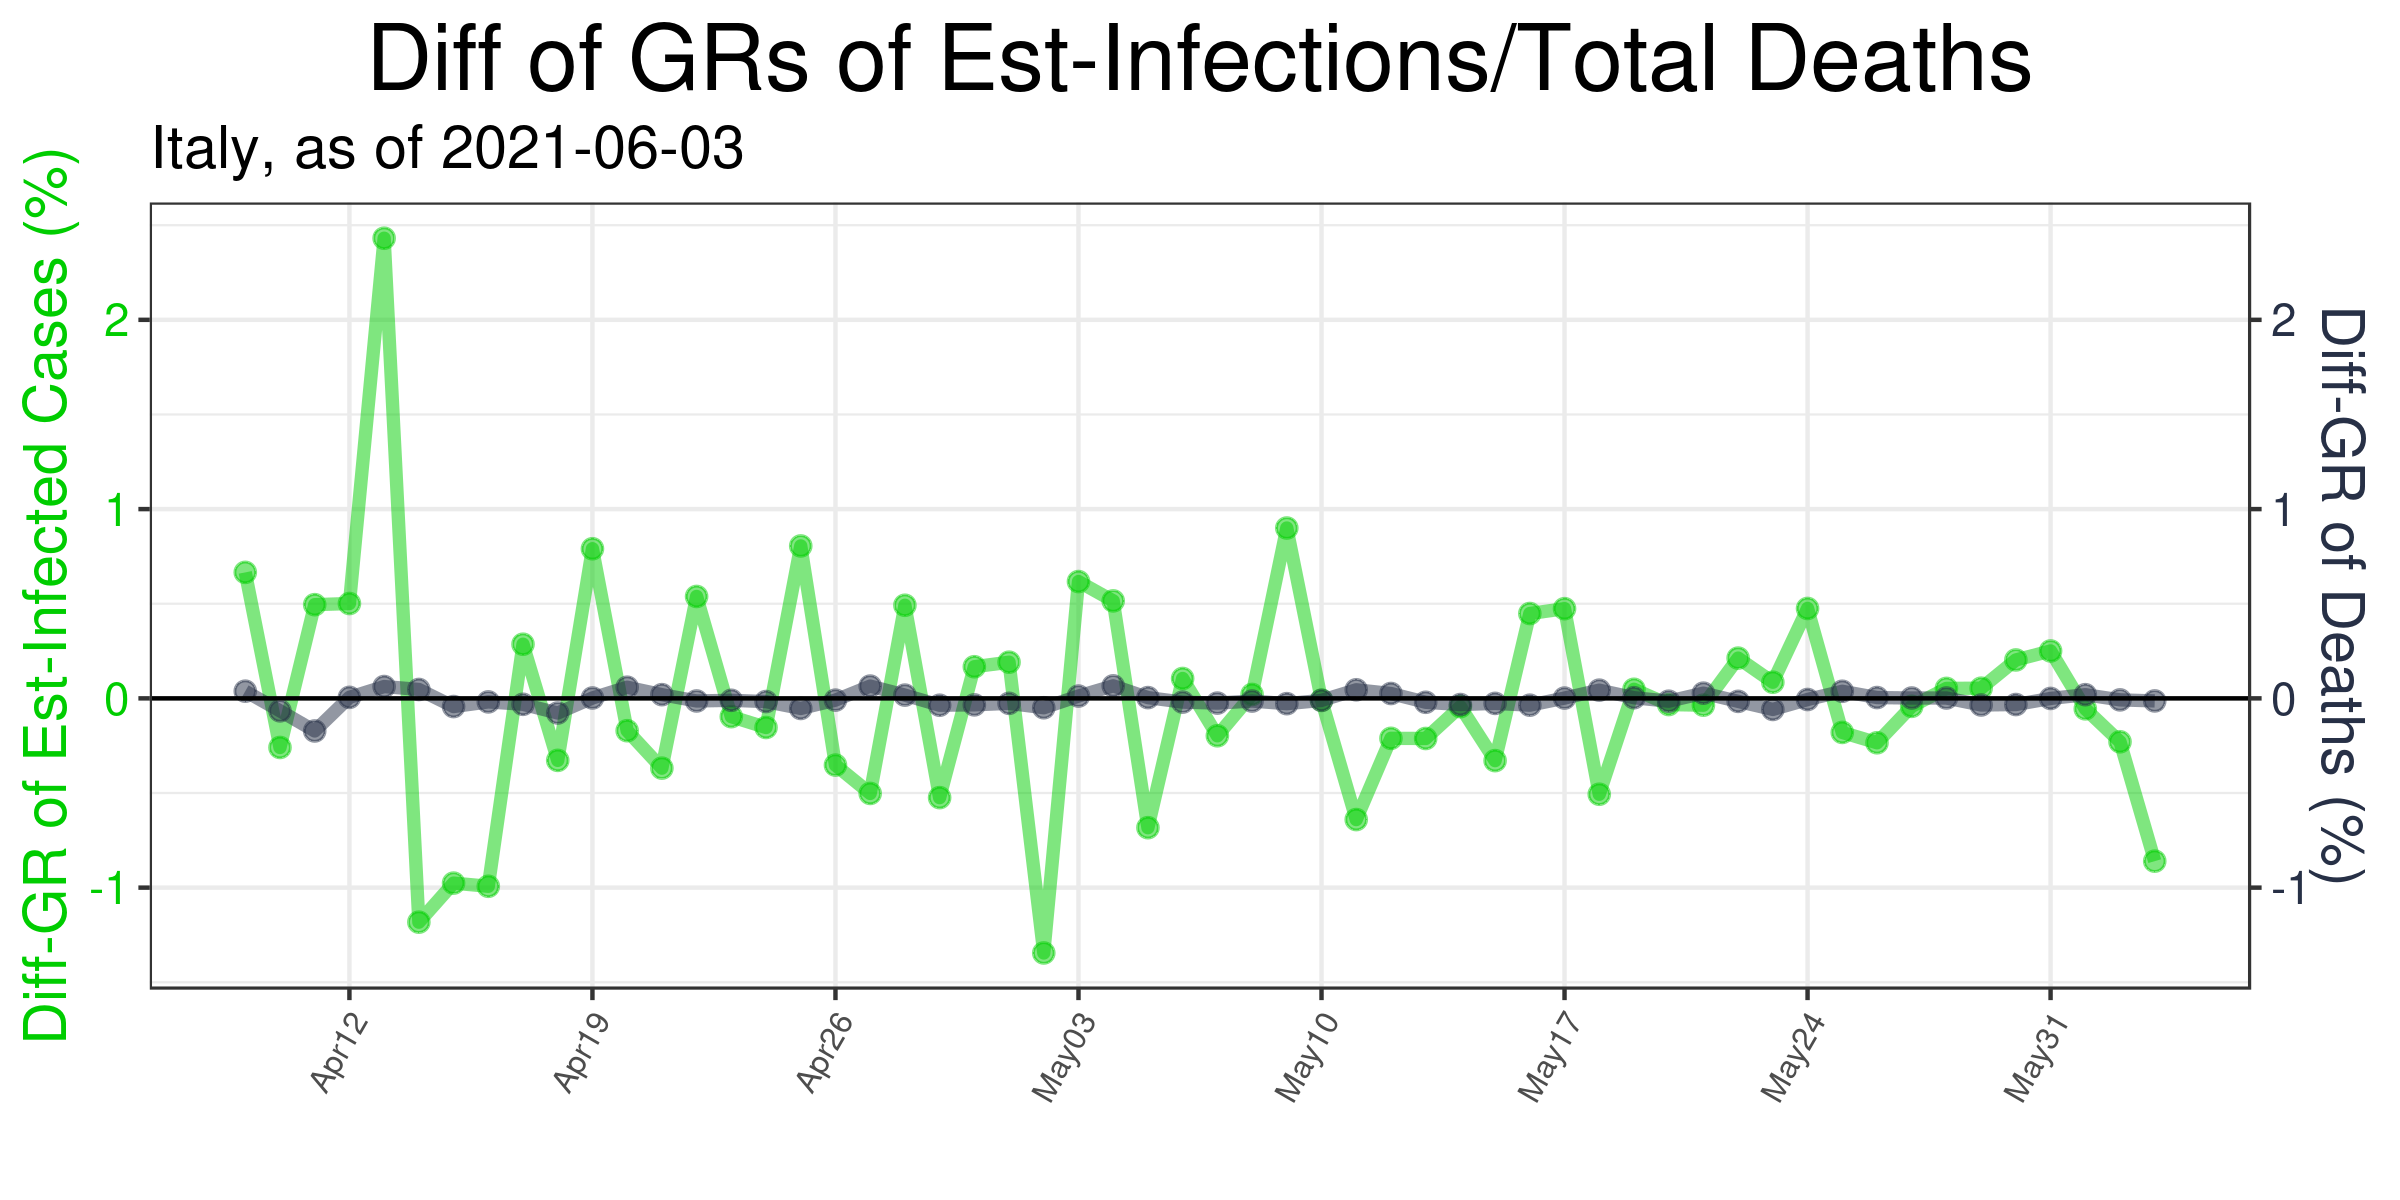 Diff of GRs of Est-Infections/Total Deaths
Italy, as of 2021-06-03
Diff-GR of Est-Infected Cases (%)
2
1
0
-1
2
1
0
-1
Diff-GR of Deaths (%)
Apr12
Apr19
Apr26
May03
May10
May17
May24
May31